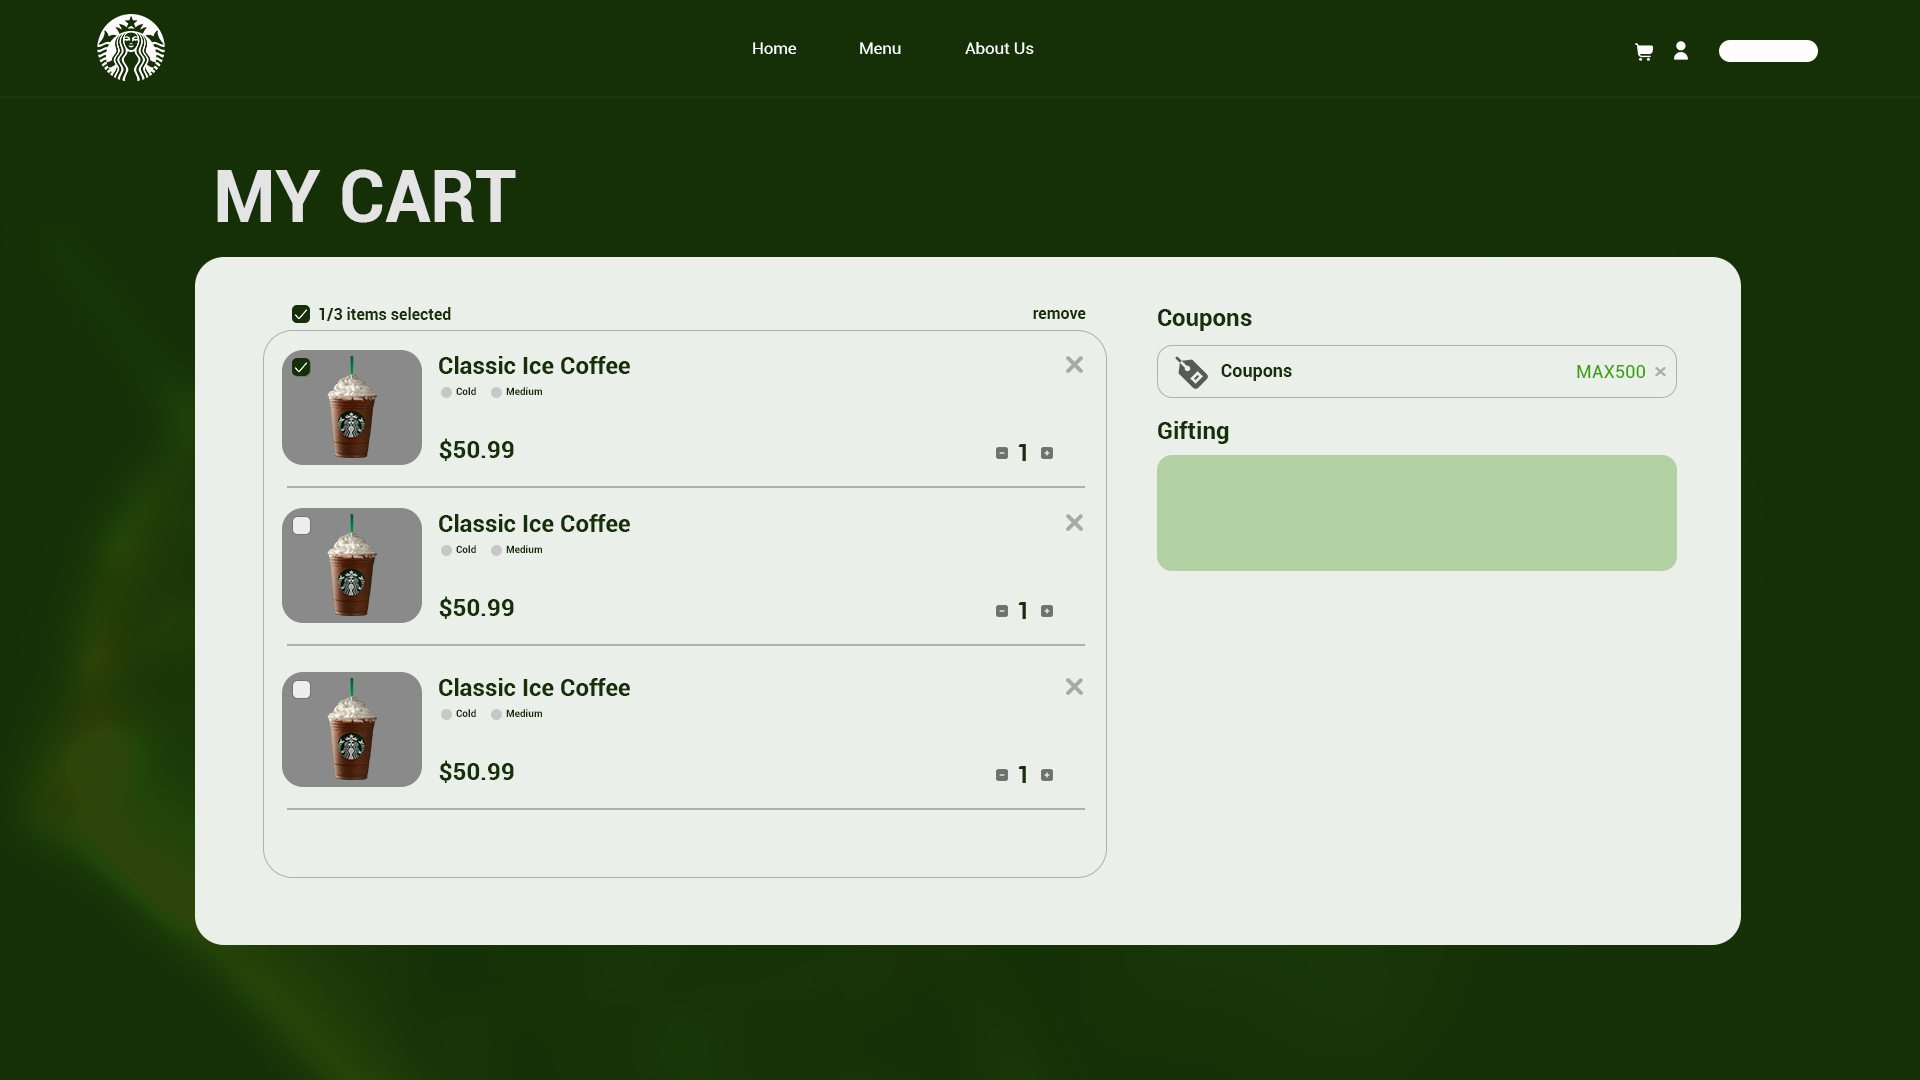 Home
Menu
About Us
MY CART
1/3 items selected
remove
Classic Ice Coffee
Cold
Medium
$50.99
1
Classic Ice Coffee
Cold
Medium
$50.99
1
Classic Ice Coffee
Cold
Medium
$50.99
1
Coupons
Coupons
MAX500
Gifting